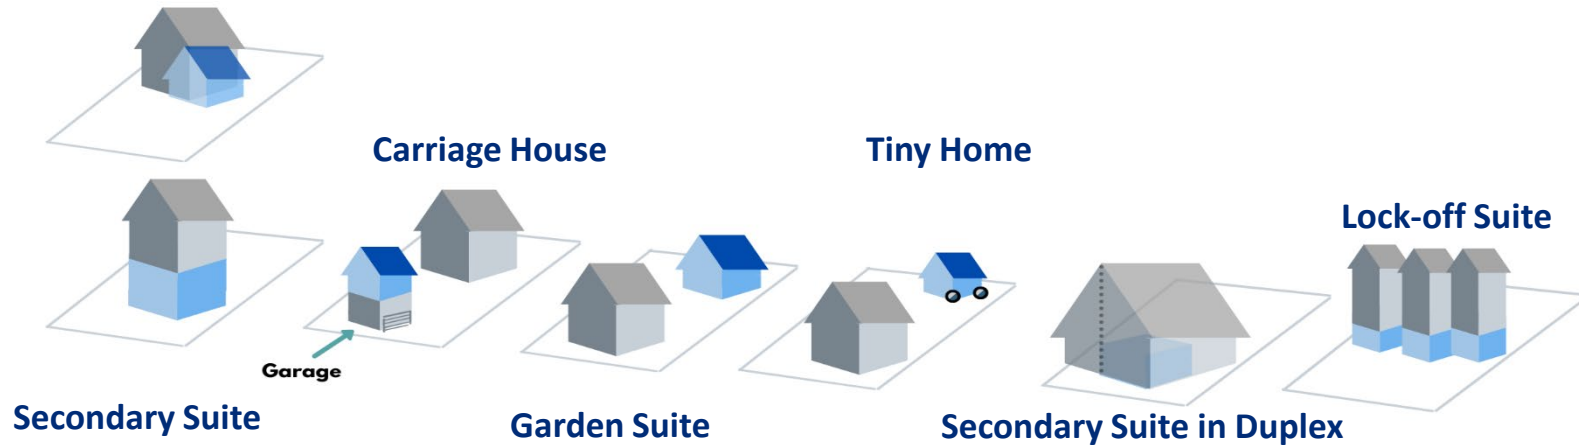 Carriage House
Tiny Home
Lock-off Suite
Garage
Secondary Suite
Garden Suite
Secondary Suite in Duplex